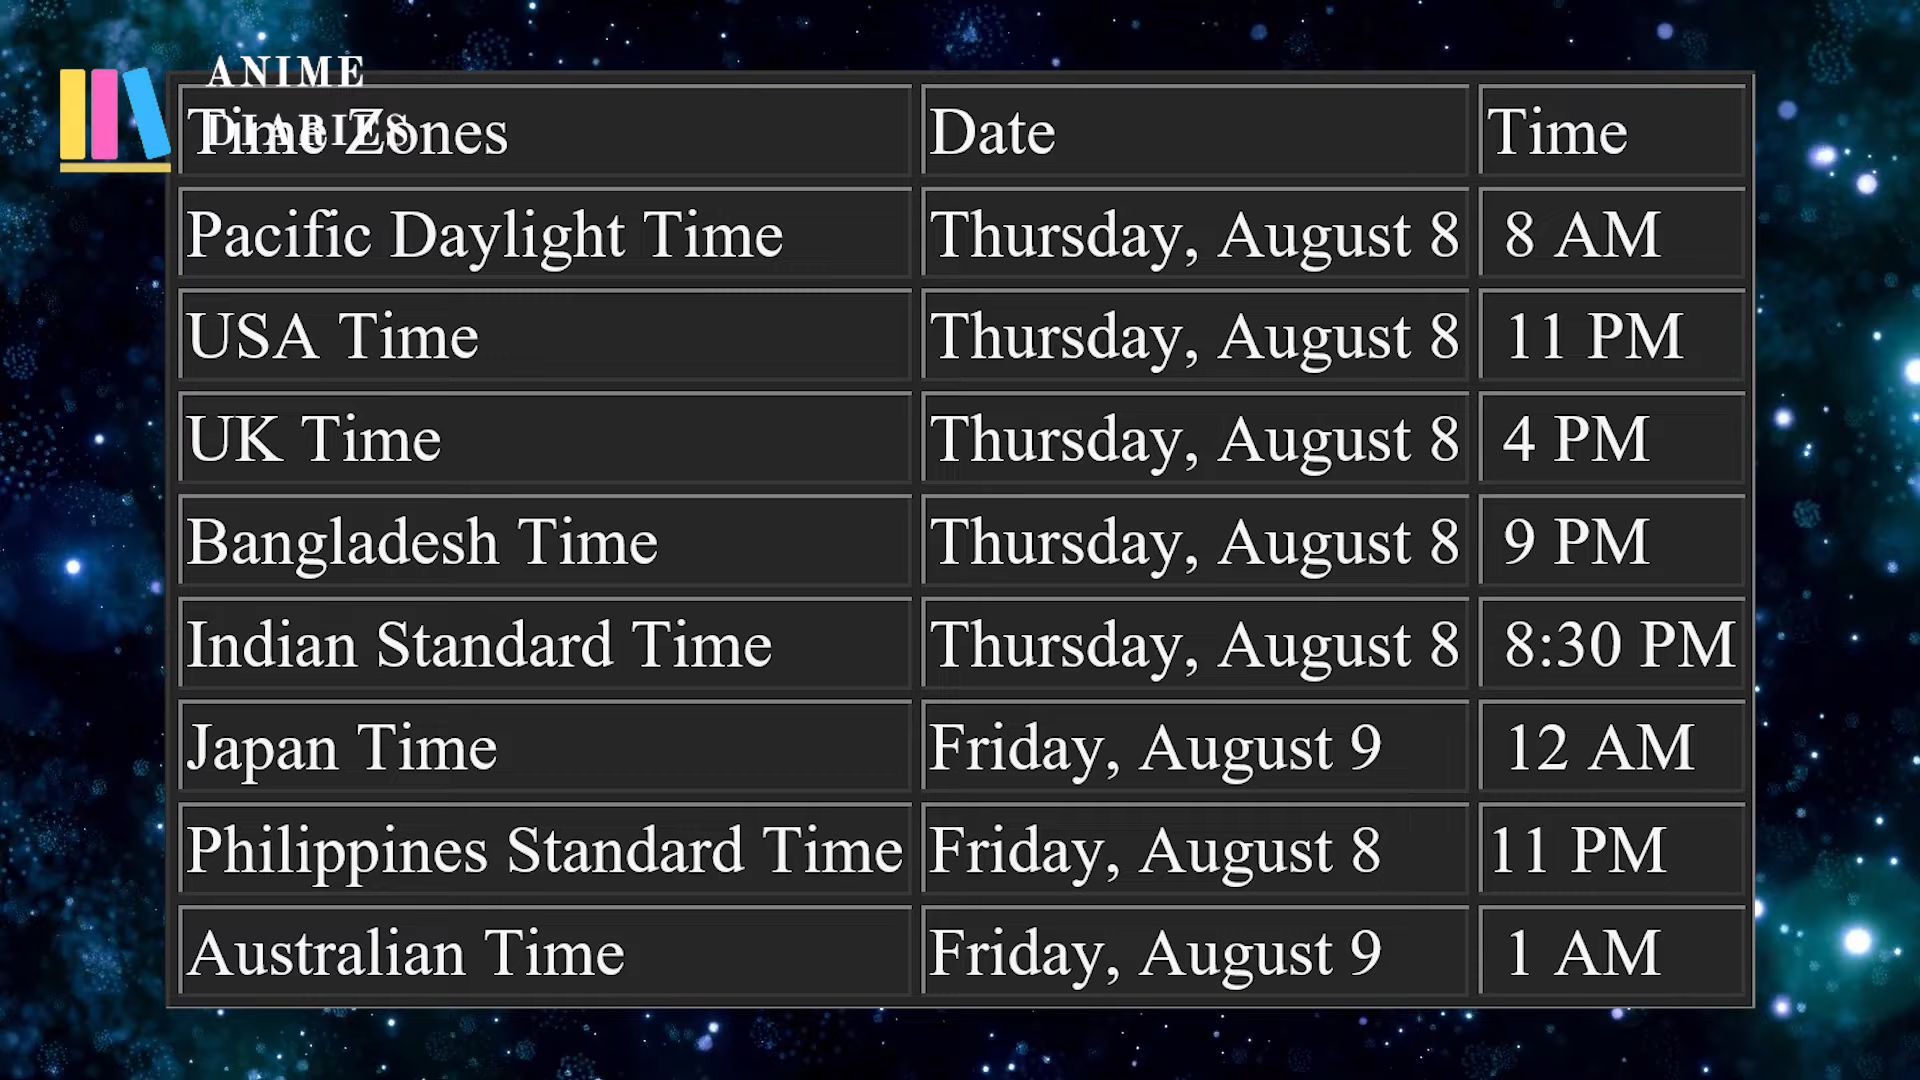 ANIME
DIARIES
Time Zones Date Time
Pacific Daylight Time Thursday, August 8 8 AM
USA Time Thursday, August 8 11 PM
UK Time Thursday, August 8 4 PM
Bangladesh Time Thursday, August 8 9 PM
Indian Standard Time Thursday, August 8 8:30 PM
Japan Time Friday, August 9 12 AM
Philippines Standard Time Friday, August 8 11 PM
Australian Time Friday, August 9 1 AM